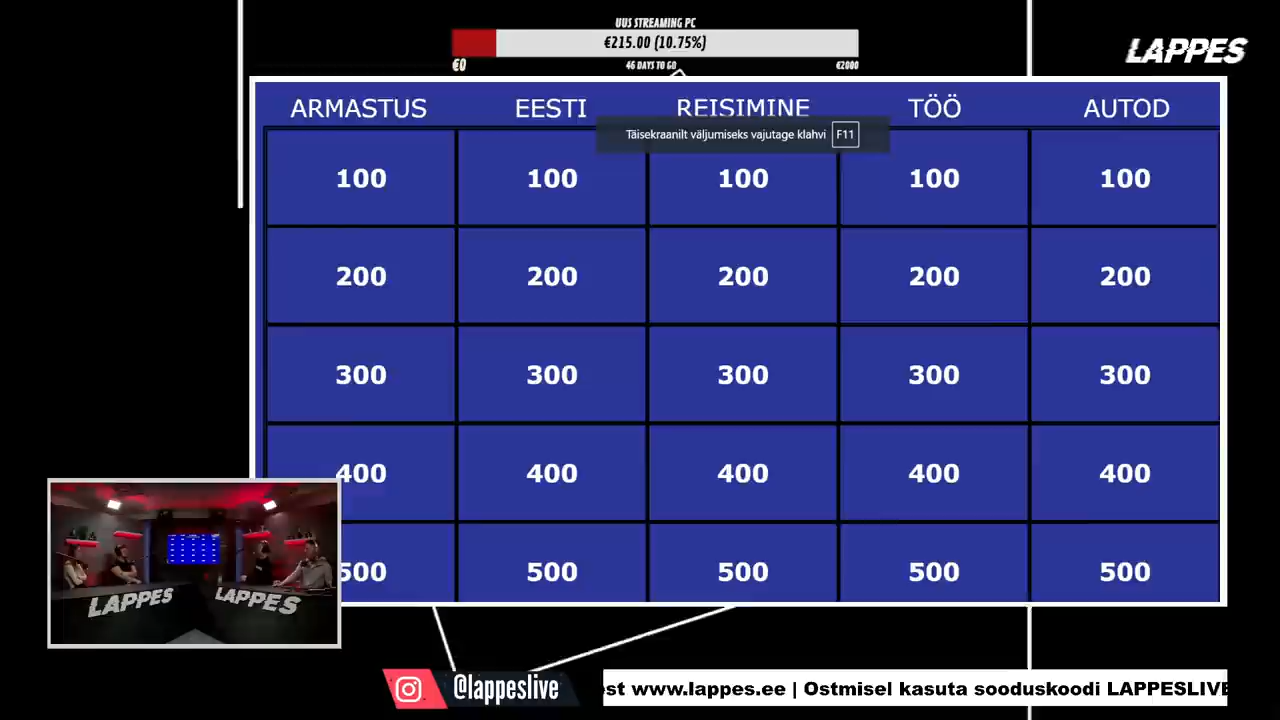 UUS STREAMING PC
€215.00 (10.75%)
€0 46 DAYS TO GO €2000
LAPPES
ARMASTUS EESTI REISIMINE TÖÖ AUTOD
Täisekraanilt väljumiseks vajutage klahvi F11
100 100 100 100 100
200 200 200 200 200
300 300 300 300 300
400 400 400 400 400
500 500 500 500 500
LAPPES LAPPES
@lappeslive
est www.lappes.ee | Ostmisel kasuta sooduskoodi LAPPESLIVE